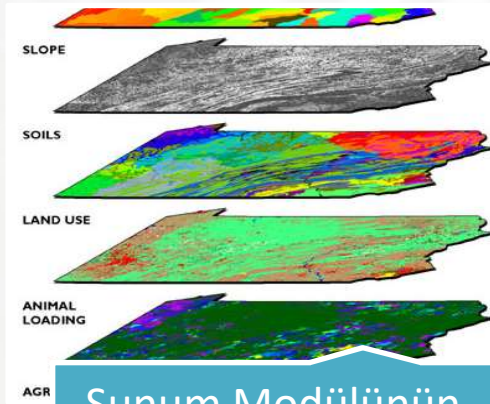 SLOPE
SOILS
LAND USE
ANIMAL
LOADING
AGR
Sunum Modülünün